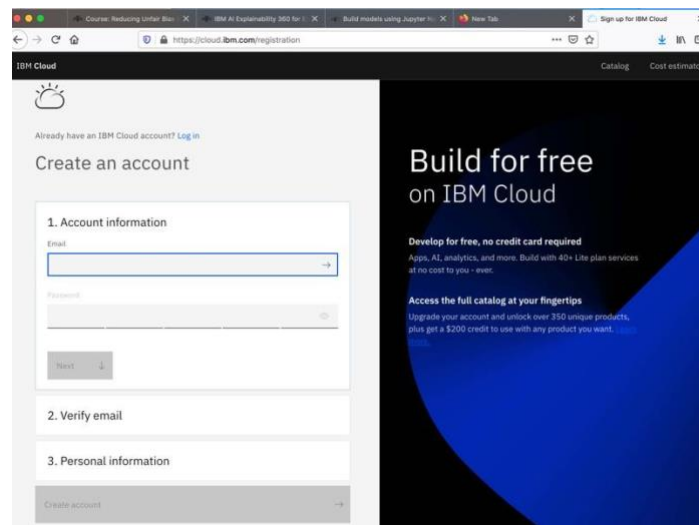 Course: Reducing Unfair Bias
IBM AI Explainability 360 for
Build models using Jupyter
New Tab
Sign up for IBM Cloud
https://cloud.ibm.com/registration
IBM Cloud
Catalog
Cost estimato
Already have an IBM Cloud account? Log in
Create an account
1. Account information
Email
Password
Next
2. Verify email
3. Personal information
Create account
Build for free
on IBM Cloud
Develop for free, no credit card required
Apps, AI, analytics, and more. Build with 40+ Lite plan services
at no cost to you - ever.
Access the full catalog at your fingertips
Upgrade your account and unlock over 350 unique products,
plus get a $200 credit to use with any product you want. Learn
more.